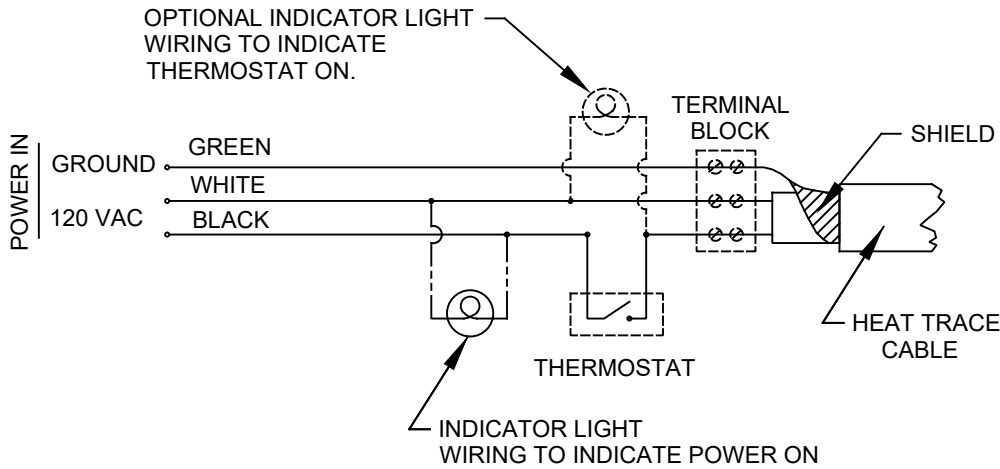 OPTIONAL INDICATOR LIGHT
WIRING TO INDICATE
THERMOSTAT ON.
TERMINAL
BLOCK
SHIELD
POWER IN
GROUND
GREEN
WHITE
120 VAC
BLACK
HEAT TRACE
CABLE
THERMOSTAT
INDICATOR LIGHT
WIRING TO INDICATE POWER ON